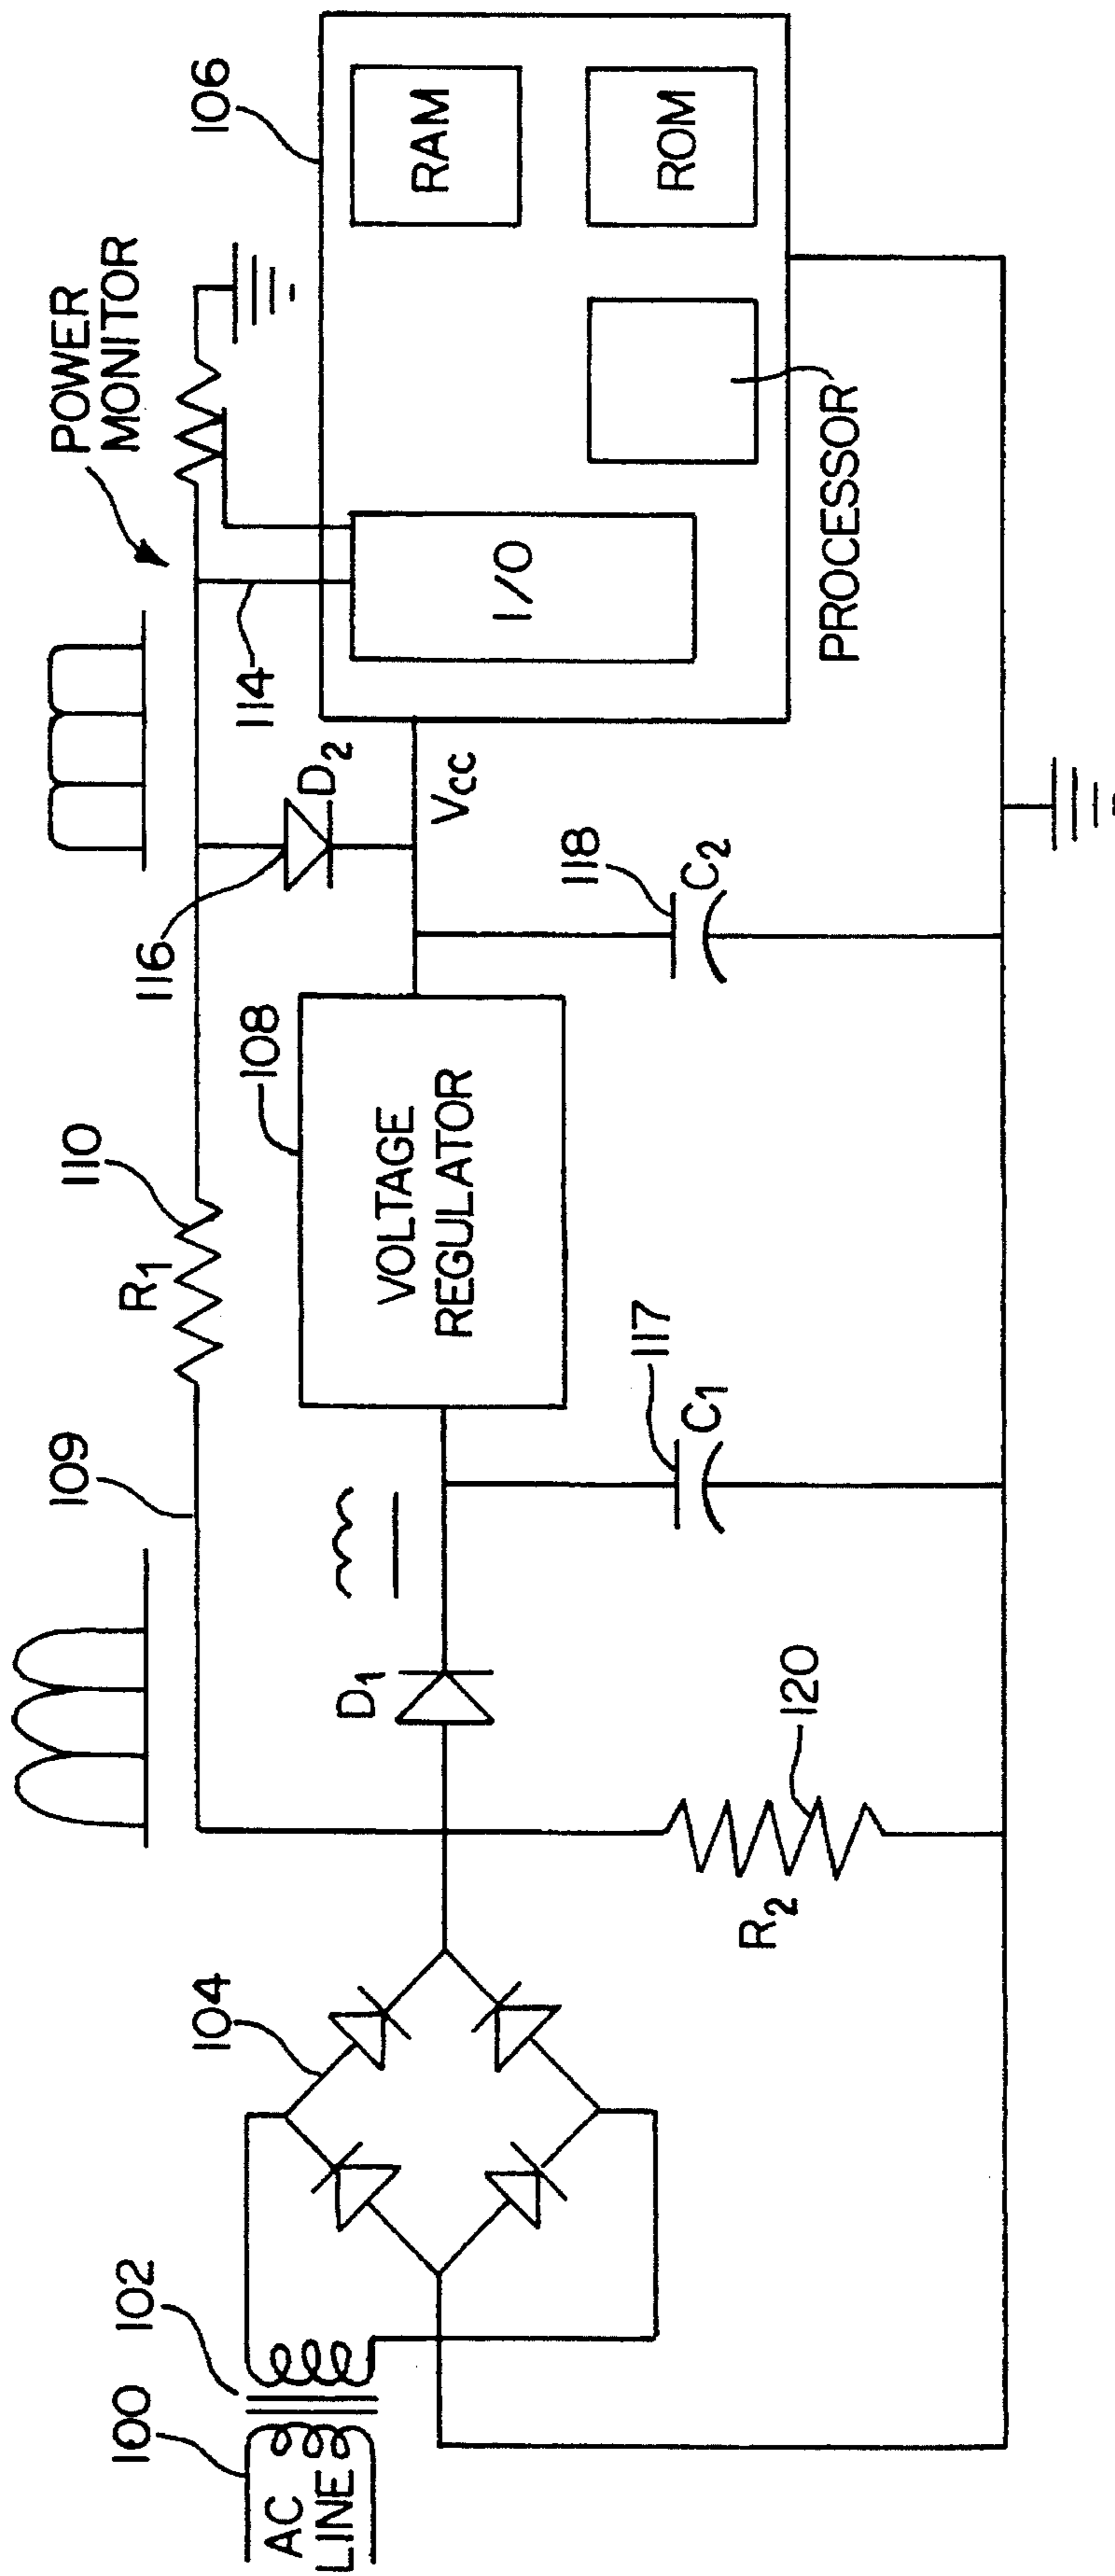 100
AC
LINE
102
104
109
R1
110
D1
R2
120
117
C1
108
VOLTAGE
REGULATOR
116
D2
Vcc
118
C2
114
POWER
MONITOR
106
I/O
RAM
ROM
PROCESSOR